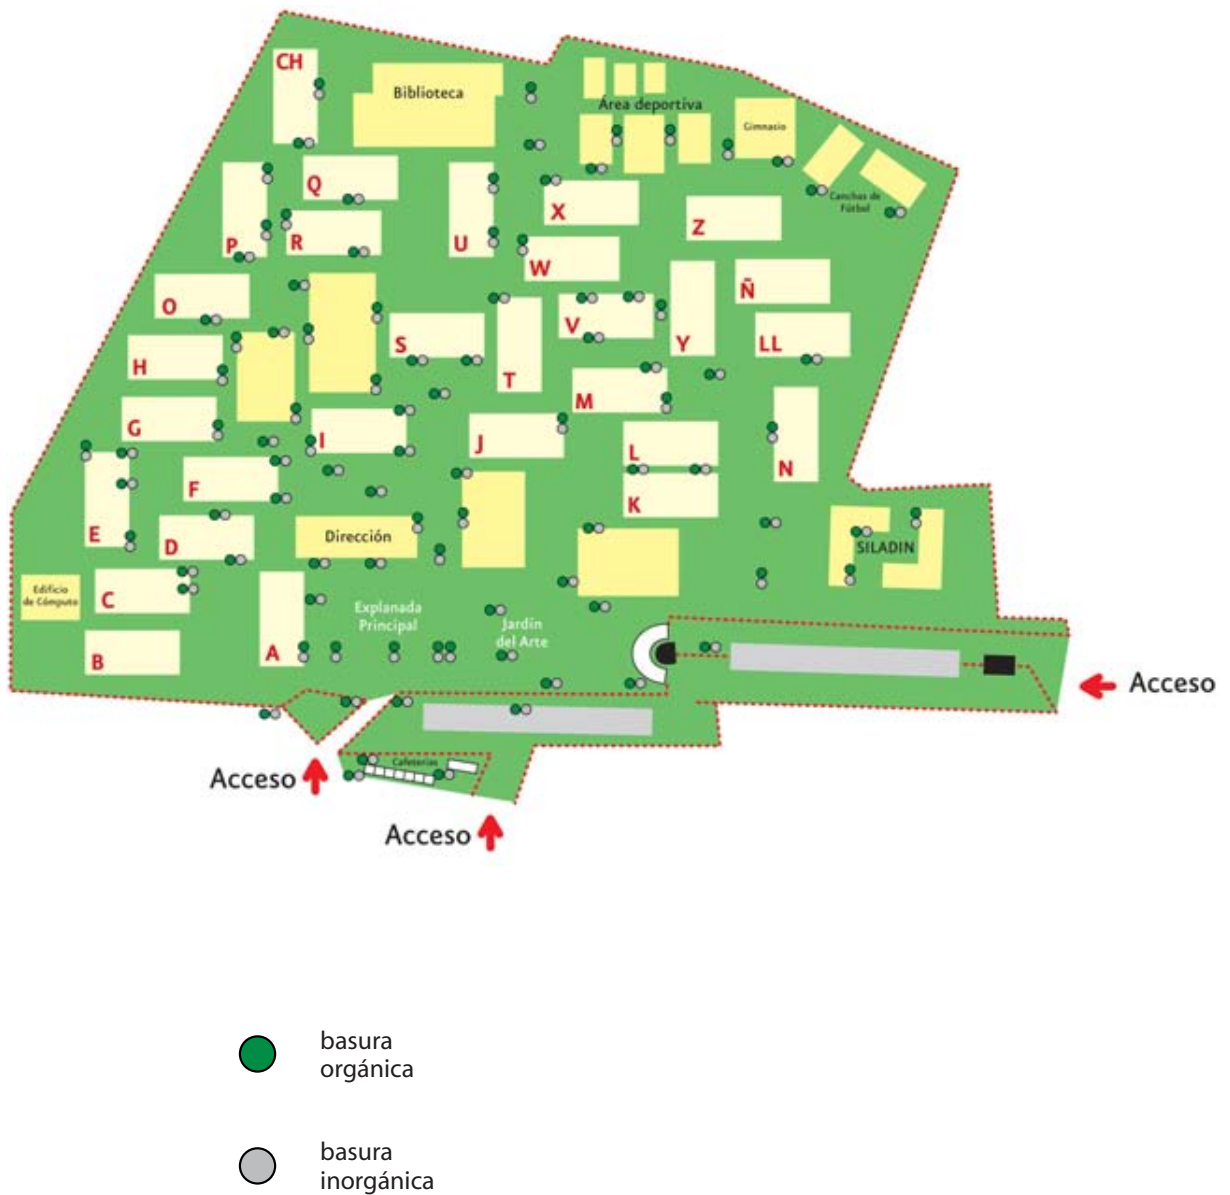 CH
Biblioteca
Área deportiva
Gimnasio
Q
X
Canchas de
Fútbol
P
R
U
Z
W
O
Ñ
V
S
Y
LL
H
T
M
G
I
J
L
N
F
K
E
D
Dirección
SILADIN
Edificio
de Cómputo
C
Explanada
Principal
Jardín
del Arte
B
A
Acceso
Cafeterías
Acceso
Acceso
basura
orgánica
basura
inorgánica